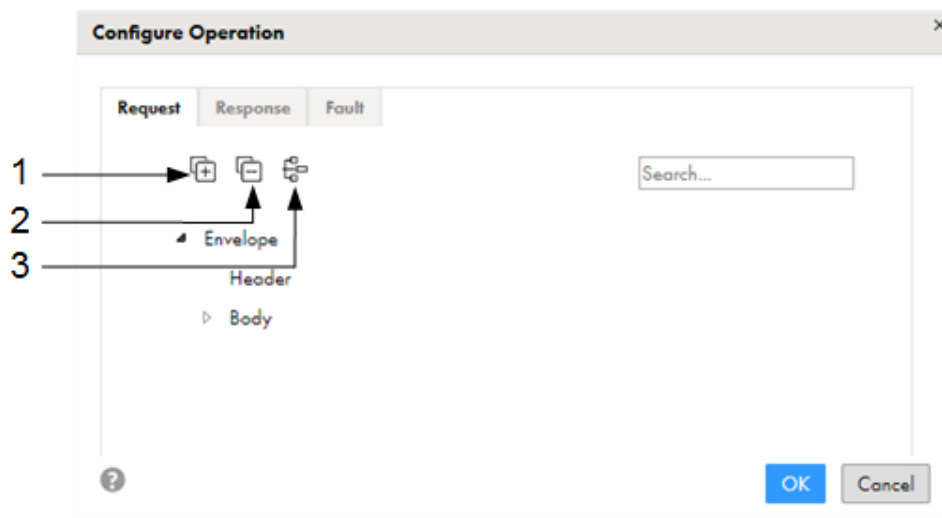 Configure Operation
×
Request Response Fault
1
Search...
2
Envelope
3
Header
Body
?
OK Cancel